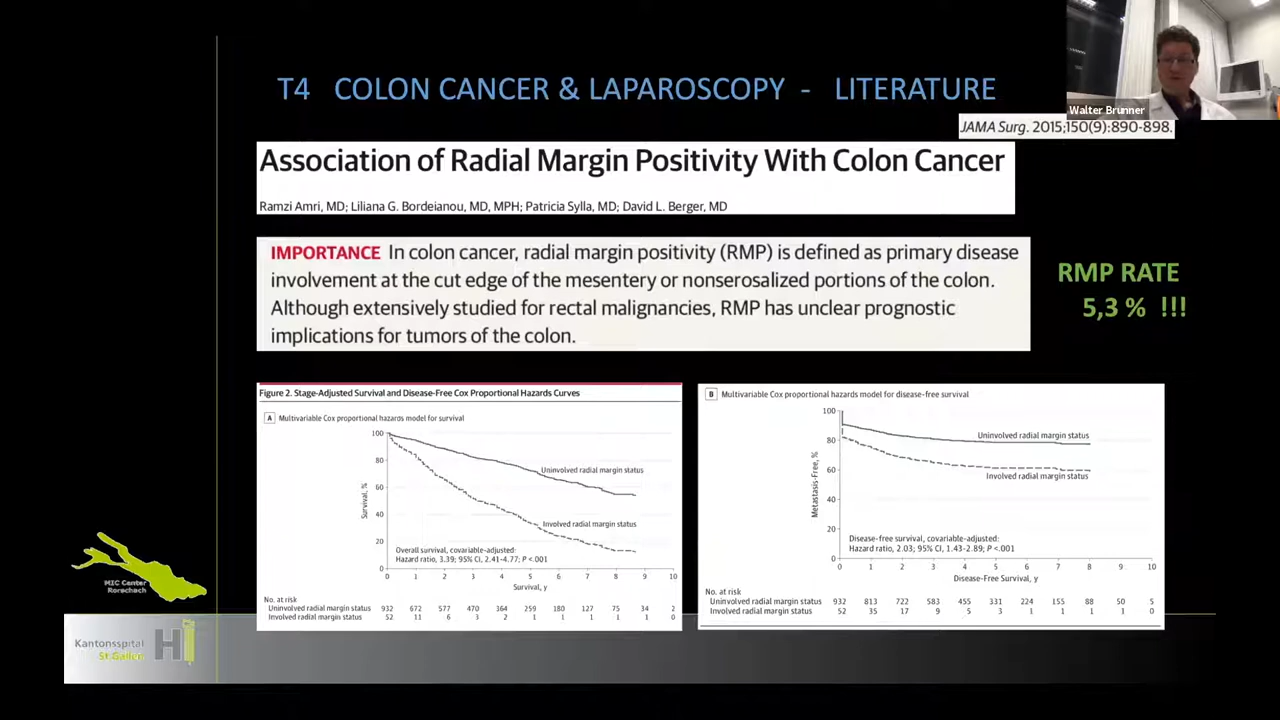 T4 COLON CANCER & LAPAROSCOPY - LITERATURE
Walter Brunner
JAMA Surg. 2015;150(9):890-898.
Association of Radial Margin Positivity With Colon Cancer
Ramzi Amri, MD; Liliana G. Bordeianou, MD, MPH; Patricia Sylla, MD; David L. Berger, MD
IMPORTANCE In colon cancer, radial margin positivity (RMP) is defined as primary disease
involvement at the cut edge of the mesentery or nonserosalized portions of the colon.
Although extensively studied for rectal malignancies, RMP has unclear prognostic
implications for tumors of the colon.
RMP RATE
5,3 % !!!
Figure 2. Stage-Adjusted Survival and Disease-Free Cox Proportional Hazards Curves
A Multivariable Cox proportional hazards model for survival
100
80
60
40
20
0
Survival, %
Uninvolved radial margin status
Involved radial margin status
Overall survival, covariable-adjusted:
Hazard ratio, 3.39; 95% CI, 2.41-4.77; P <.001
0 1 2 3 4 5 6 7 8 9 10
Survival, y
No. at risk
Uninvolved radial margin status 932 672 577 470 364 259 180 127 75 34 2
Involved radial margin status 52 11 6 3 2 1 1 1 1 1 0
B Multivariable Cox proportional hazards model for disease-free survival
100
80
60
40
20
0
Metastasis-Free, %
Uninvolved radial margin status
Involved radial margin status
Disease-free survival, covariable-adjusted:
Hazard ratio, 2.03; 95% CI, 1.43-2.89; P <.001
0 1 2 3 4 5 6 7 8 9 10
Disease-Free Survival, y
No. at risk
Uninvolved radial margin status 932 813 722 583 455 331 224 155 88 50 5
Involved radial margin status 52 35 17 9 5 3 1 1 1 1 0
MIC Center
Rorschach
Kantonsspital
St.Gallen